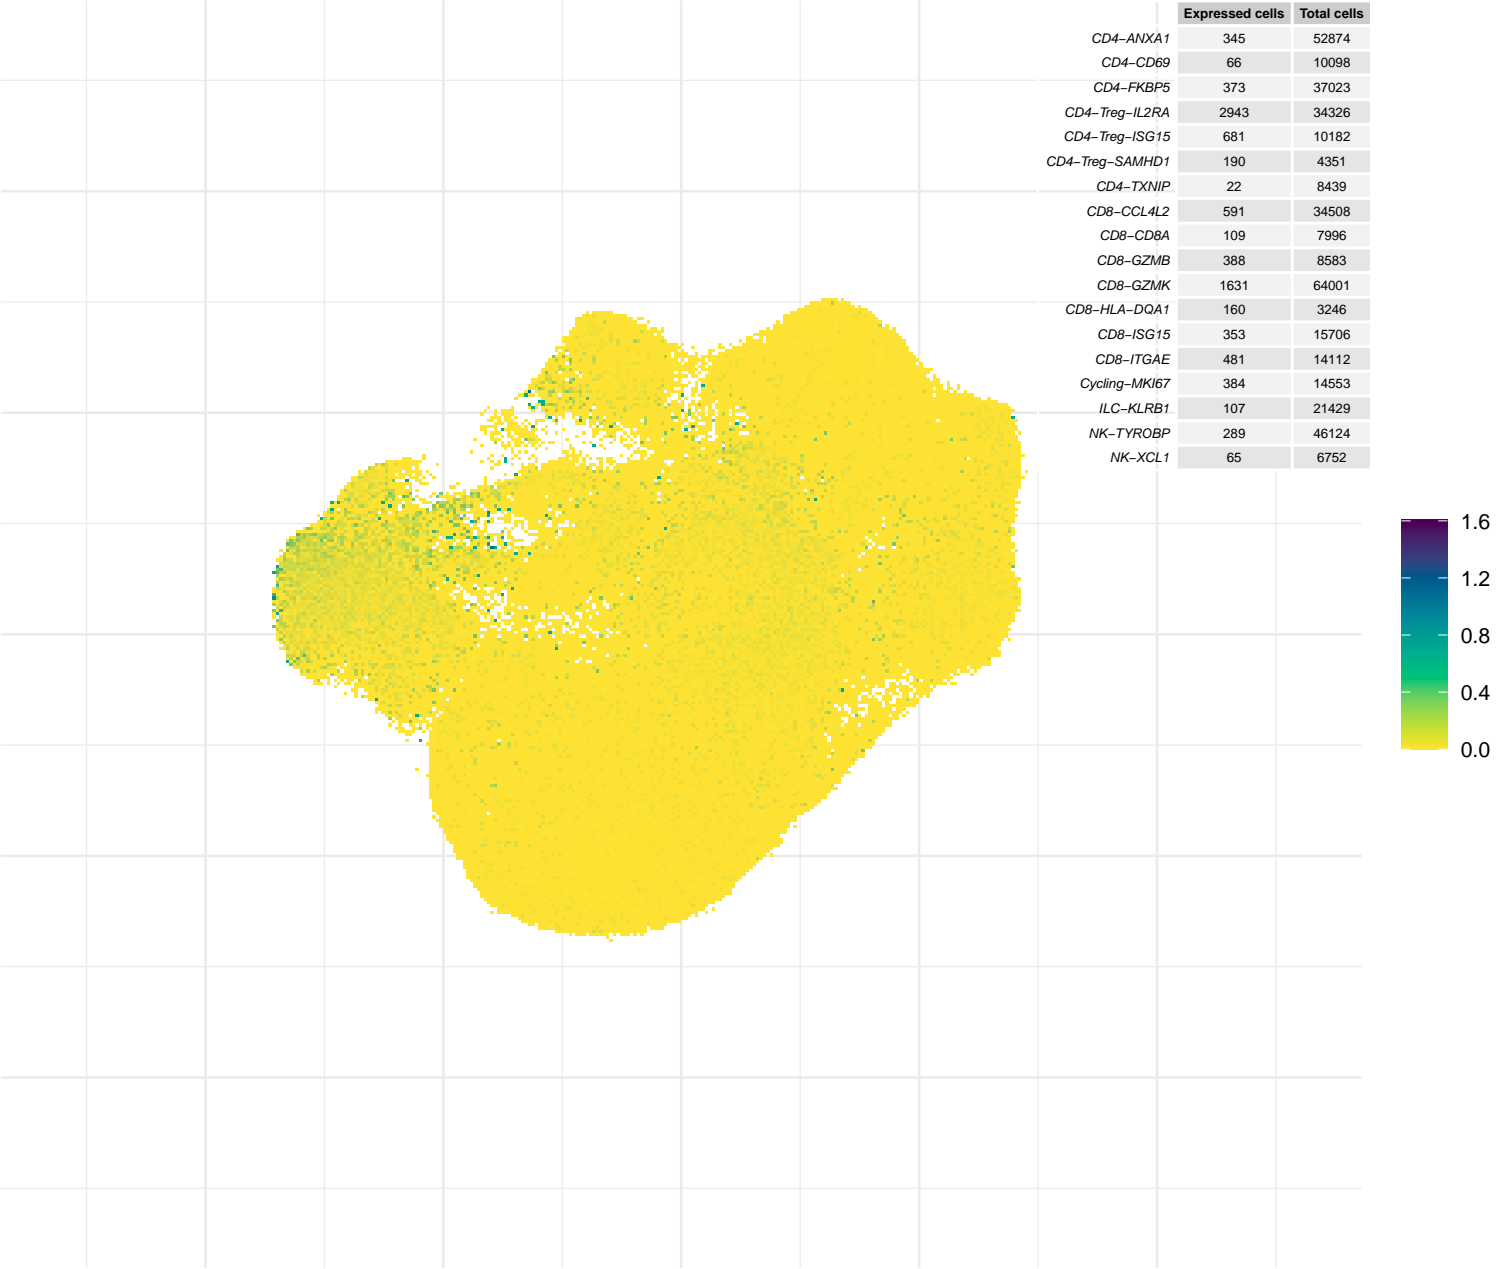 Expressed cells Total cells
CD4−ANXA1 345 52874
CD4−CD69 66 10098
CD4−FKBP5 373 37023
CD4−Treg−IL2RA 2943 34326
CD4−Treg−ISG15 681 10182
CD4−Treg−SAMHD1 190 4351
CD4−TXNIP 22 8439
CD8−CCL4L2 591 34508
CD8−CD8A 109 7996
CD8−GZMB 388 8583
CD8−GZMK 1631 64001
CD8−HLA−DQA1 160 3246
CD8−ISG15 353 15706
CD8−ITGAE 481 14112
Cycling−MKI67 384 14553
ILC−KLRB1 107 21429
NK−TYROBP 289 46124
NK−XCL1 65 6752
1.6
1.2
0.8
0.4
0.0